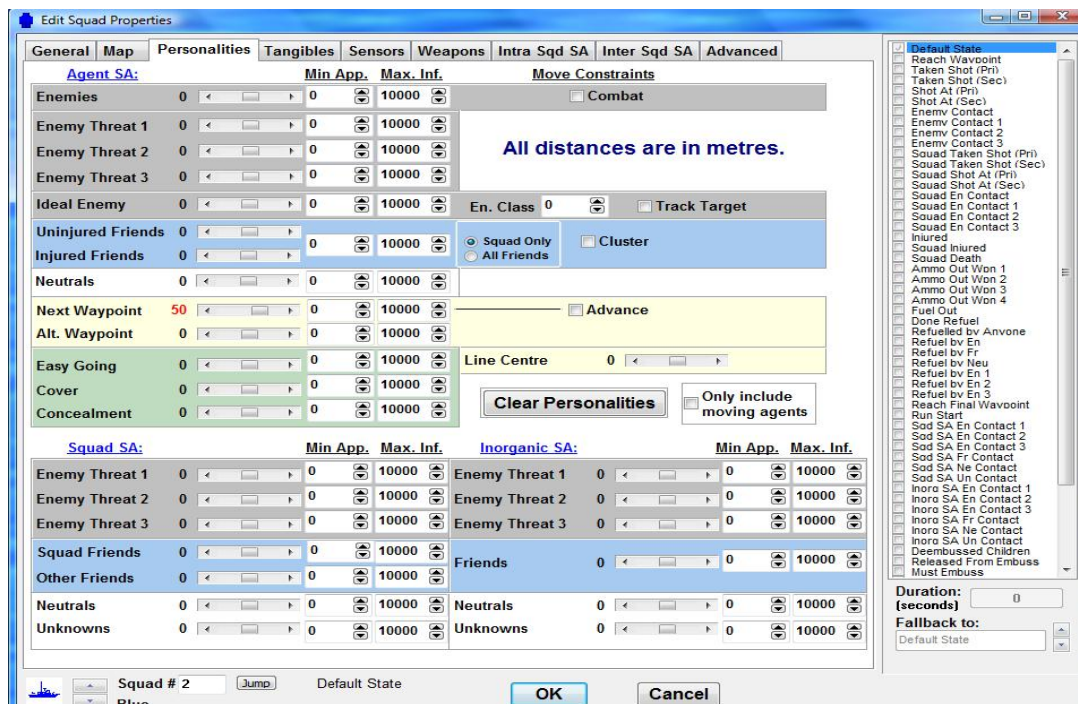 Edit Squad Properties
General Map Personalities Tangibles Sensors Weapons Intra Sqd SA Inter Sqd SA Advanced
Agent SA: Min App. Max. Inf. Move Constraints
Enemies 0 0 10000 Combat
Enemy Threat 1 0 0 10000
Enemy Threat 2 0 0 10000
All distances are in metres.
Enemy Threat 3 0 0 10000
Ideal Enemy 0 0 10000 En. Class 0 Track Target
Uninjured Friends 0
0 10000 Squad Only Cluster
Injured Friends 0 All Friends
Neutrals 0 0 10000
Next Waypoint 50 0 10000 Advance
Alt. Waypoint 0 0 10000
Easy Going 0 0 10000 Line Centre 0
Cover 0 0 10000
Concealment 0 0 10000
Clear Personalities
Only include
moving agents
Squad SA: Min App. Max. Inf. Inorganic SA: Min App. Max. Inf.
Enemy Threat 1 0 0 10000 Enemy Threat 1 0 0 10000
Enemy Threat 2 0 0 10000 Enemy Threat 2 0 0 10000
Enemy Threat 3 0 0 10000 Enemy Threat 3 0 0 10000
Squad Friends 0 0 10000
Friends 0 0 10000
Other Friends 0 0 10000
Neutrals 0 0 10000 Neutrals 0 0 10000
Unknowns 0 0 10000 Unknowns 0 0 10000
Squad # 2 Jump Default State
Blue
OK Cancel
Default State
Reach Waypoint
Taken Shot (Pri)
Taken Shot (Sec)
Shot At (Pri)
Shot At (Sec)
Enemy Contact
Enemy Contact 1
Enemy Contact 2
Enemy Contact 3
Squad Taken Shot (Pri)
Squad Taken Shot (Sec)
Squad Shot At (Pri)
Squad Shot At (Sec)
Squad En Contact
Squad En Contact 1
Squad En Contact 2
Squad En Contact 3
Injured
Squad Injured
Squad Death
Ammo Out Wpn 1
Ammo Out Wpn 2
Ammo Out Wpn 3
Ammo Out Wpn 4
Fuel Out
Done Refuel
Refuelled by Anyone
Refuel by En
Refuel by Fr
Refuel by Neu
Refuel by En 1
Refuel by En 2
Refuel by En 3
Reach Final Waypoint
Run Start
Sqd SA En Contact 1
Sqd SA En Contact 2
Sqd SA En Contact 3
Sqd SA Fr Contact
Sqd SA Ne Contact
Sqd SA Un Contact
Inorg SA En Contact 1
Inorg SA En Contact 2
Inorg SA En Contact 3
Inorg SA Fr Contact
Inorg SA Ne Contact
Inorg SA Un Contact
Deembussed Children
Released From Embuss
Must Embuss
Duration:
(seconds) 0
Fallback to:
Default State